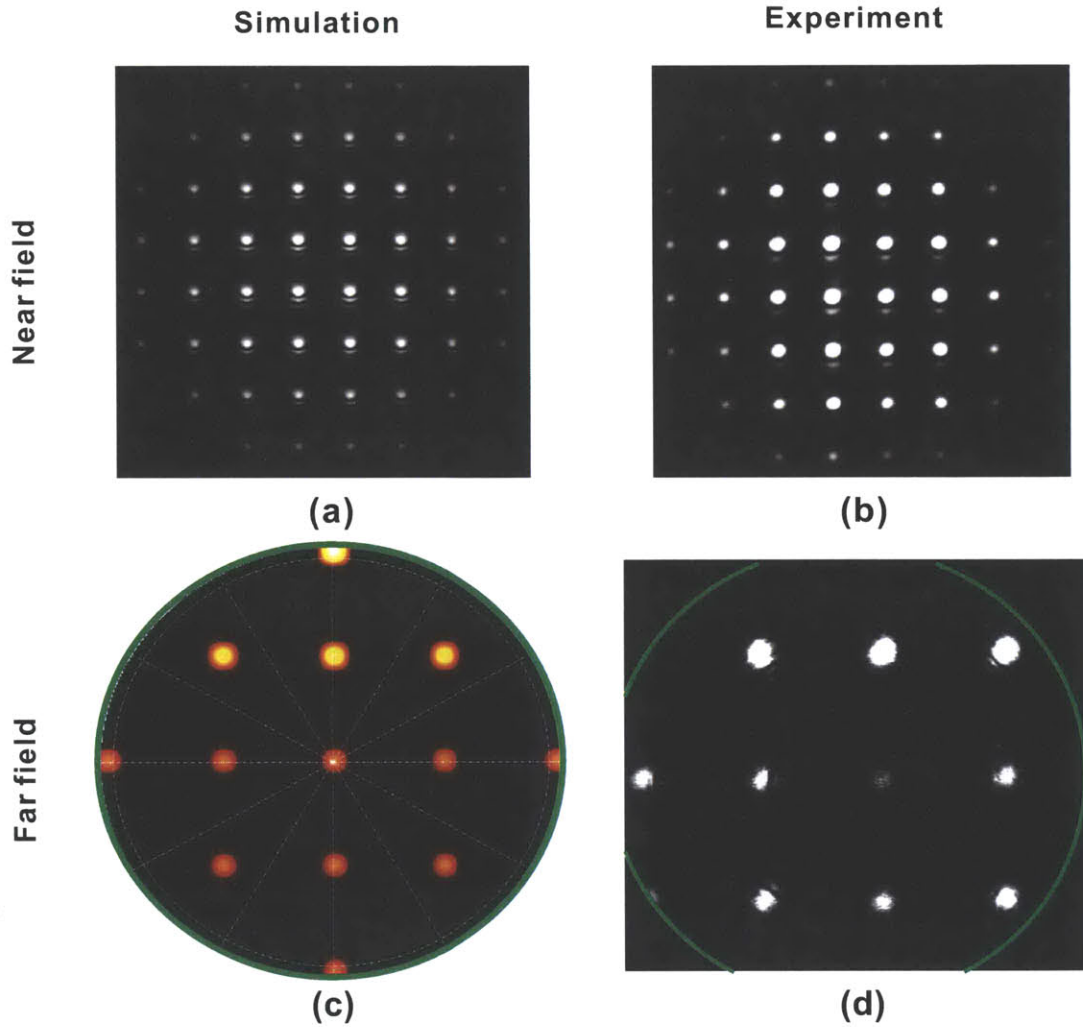 Simulation
Experiment
Near field
(a)
(b)
Far field
(c)
(d)